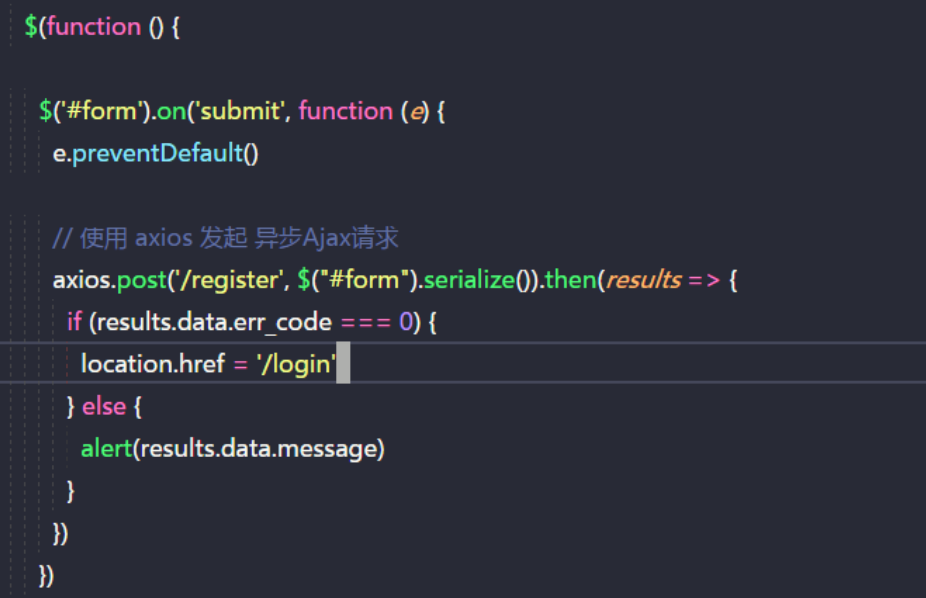 $(function () {
$('#form').on('submit', function (e) {
e.preventDefault()
// 使用 axios 发起 异步Ajax请求
axios.post('/register', $("#form").serialize()).then(results => {
if (results.data.err_code === 0) {
location.href = '/login'
} else {
alert(results.data.message)
}
})
})